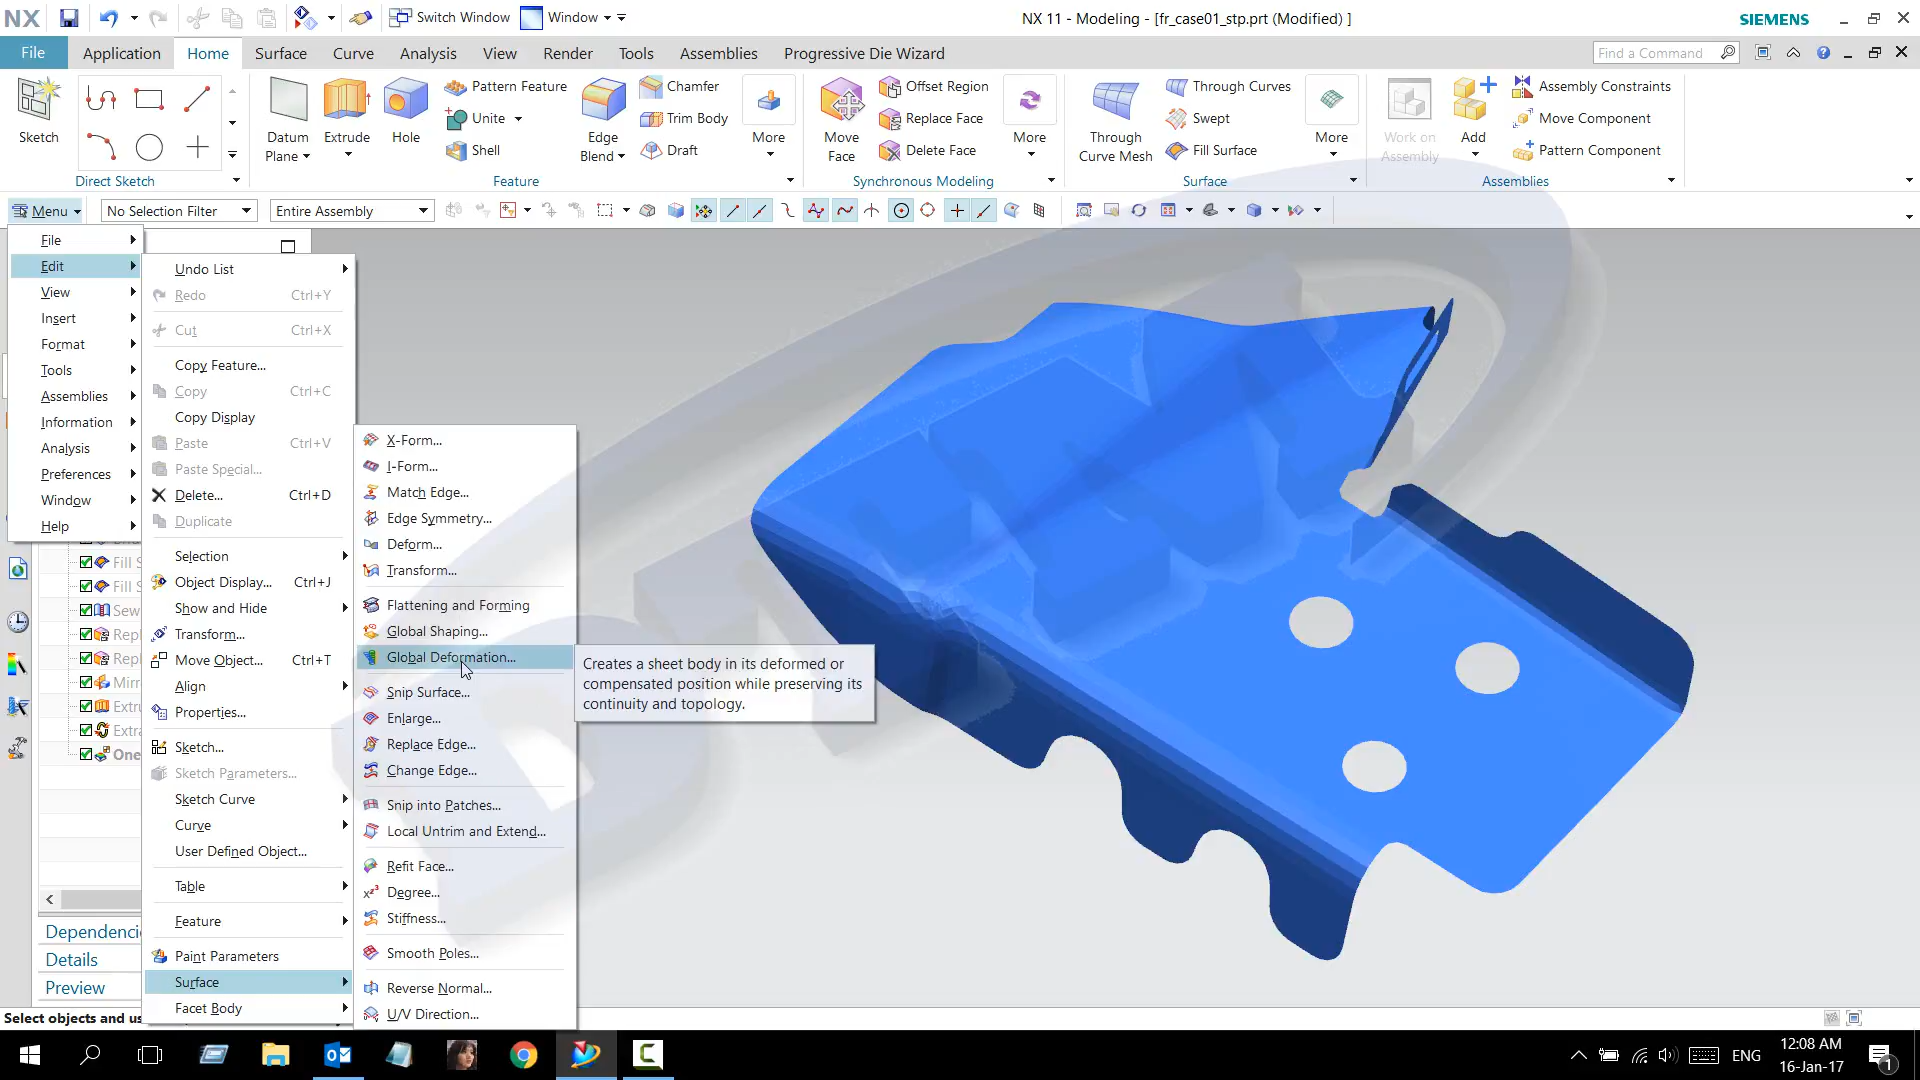 NX
Switch Window
Window
NX 11 - Modeling - [fr_case01_stp.prt (Modified) ]
SIEMENS
File
Application
Home
Surface
Curve
Analysis
View
Render
Tools
Assemblies
Progressive Die Wizard
Find a Command
Sketch
Datum
Plane
Extrude
Hole
Pattern Feature
Unite
Shell
Edge
Blend
Chamfer
Trim Body
Draft
More
Move
Face
Offset Region
Replace Face
Delete Face
More
Through
Curve Mesh
Through Curves
Swept
Fill Surface
More
Work on
Assembly
Add
Assembly Constraints
Move Component
Pattern Component
Direct Sketch
Feature
Synchronous Modeling
Surface
Assemblies
Menu
No Selection Filter
Entire Assembly
File
Edit
View
Insert
Format
Tools
Assemblies
Information
Analysis
Preferences
Window
Help
Undo List
Redo Ctrl+Y
Cut Ctrl+X
Copy Feature...
Copy Ctrl+C
Copy Display
Paste Ctrl+V
Paste Special...
Delete... Ctrl+D
Duplicate
Selection
Object Display... Ctrl+J
Show and Hide
Transform...
Move Object... Ctrl+T
Align
Properties...
Sketch...
Sketch Parameters...
Sketch Curve
Curve
User Defined Object...
Table
Feature
Paint Parameters
Surface
Facet Body
X-Form...
I-Form...
Match Edge...
Edge Symmetry...
Deform...
Transform...
Flattening and Forming
Global Shaping...
Global Deformation...
Snip Surface...
Enlarge...
Replace Edge...
Change Edge...
Snip into Patches...
Local Untrim and Extend...
Refit Face...
Degree...
Stiffness...
Smooth Poles...
Reverse Normal...
U/V Direction...
Creates a sheet body in its deformed or
compensated position while preserving its
continuity and topology.
Fill S
Fill S
Sew
Repl
Repl
Mirr
Extru
Extra
One
Dependenci
Details
Preview
Select objects and us
ENG
12:08 AM
16-Jan-17
1